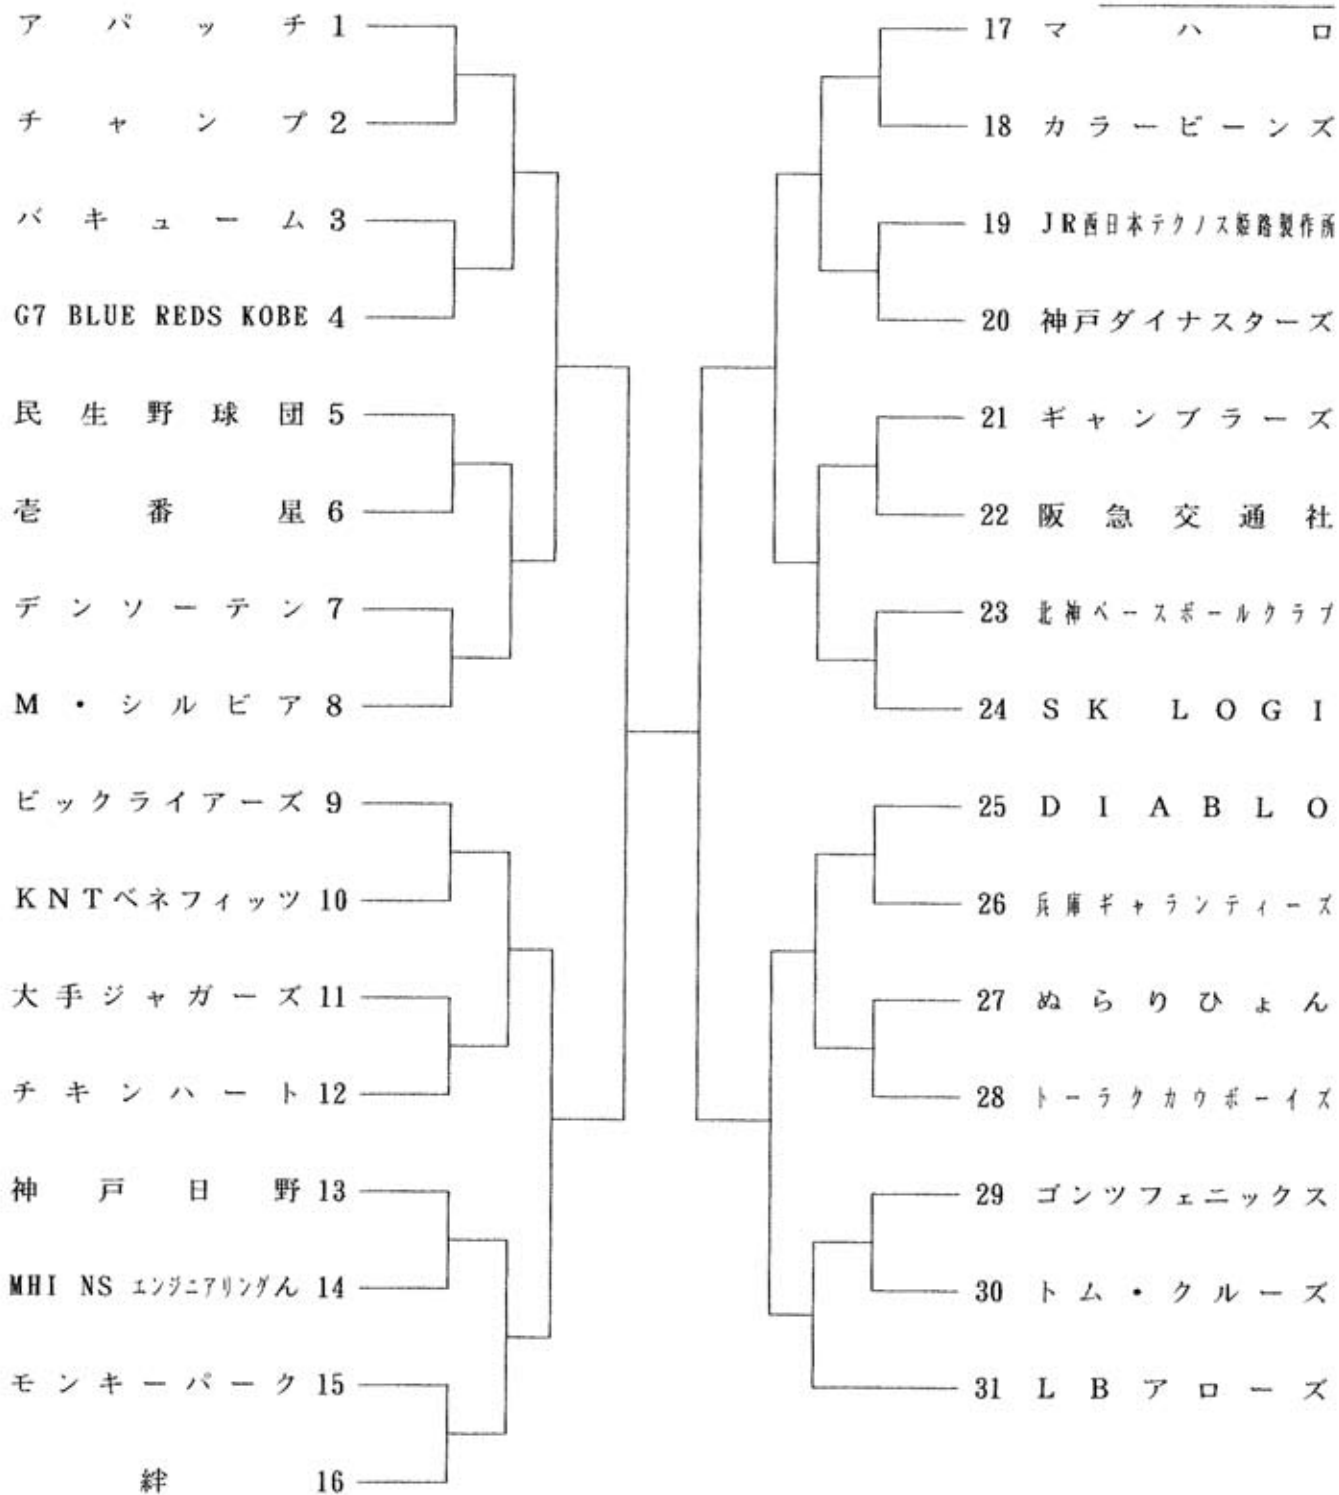 アパッチ 1
チャンプ 2
バキューム 3
G7 BLUE REDS KOBE 4
民生野球団 5
壱番星 6
デンソーテン 7
M・シルビア 8
ビックライアーズ 9
KNTベネフィッツ 10
大手ジャガーズ 11
チキンハート 12
神戸日野 13
MHI NS エンジニアリングん 14
モンキーパーク 15
絆 16
17 マハロ
18 カラービーンズ
19 JR西日本テクノス姫路製作所
20 神戸ダイナスターズ
21 ギャンブラーズ
22 阪急交通社
23 北神ベースボールクラブ
24 SK LOGI
25 DIABLO
26 兵庫ギャランティーズ
27 ぬらりひょん
28 トーラクカウボーイズ
29 ゴンツフェニックス
30 トム・クルーズ
31 LBアローズ